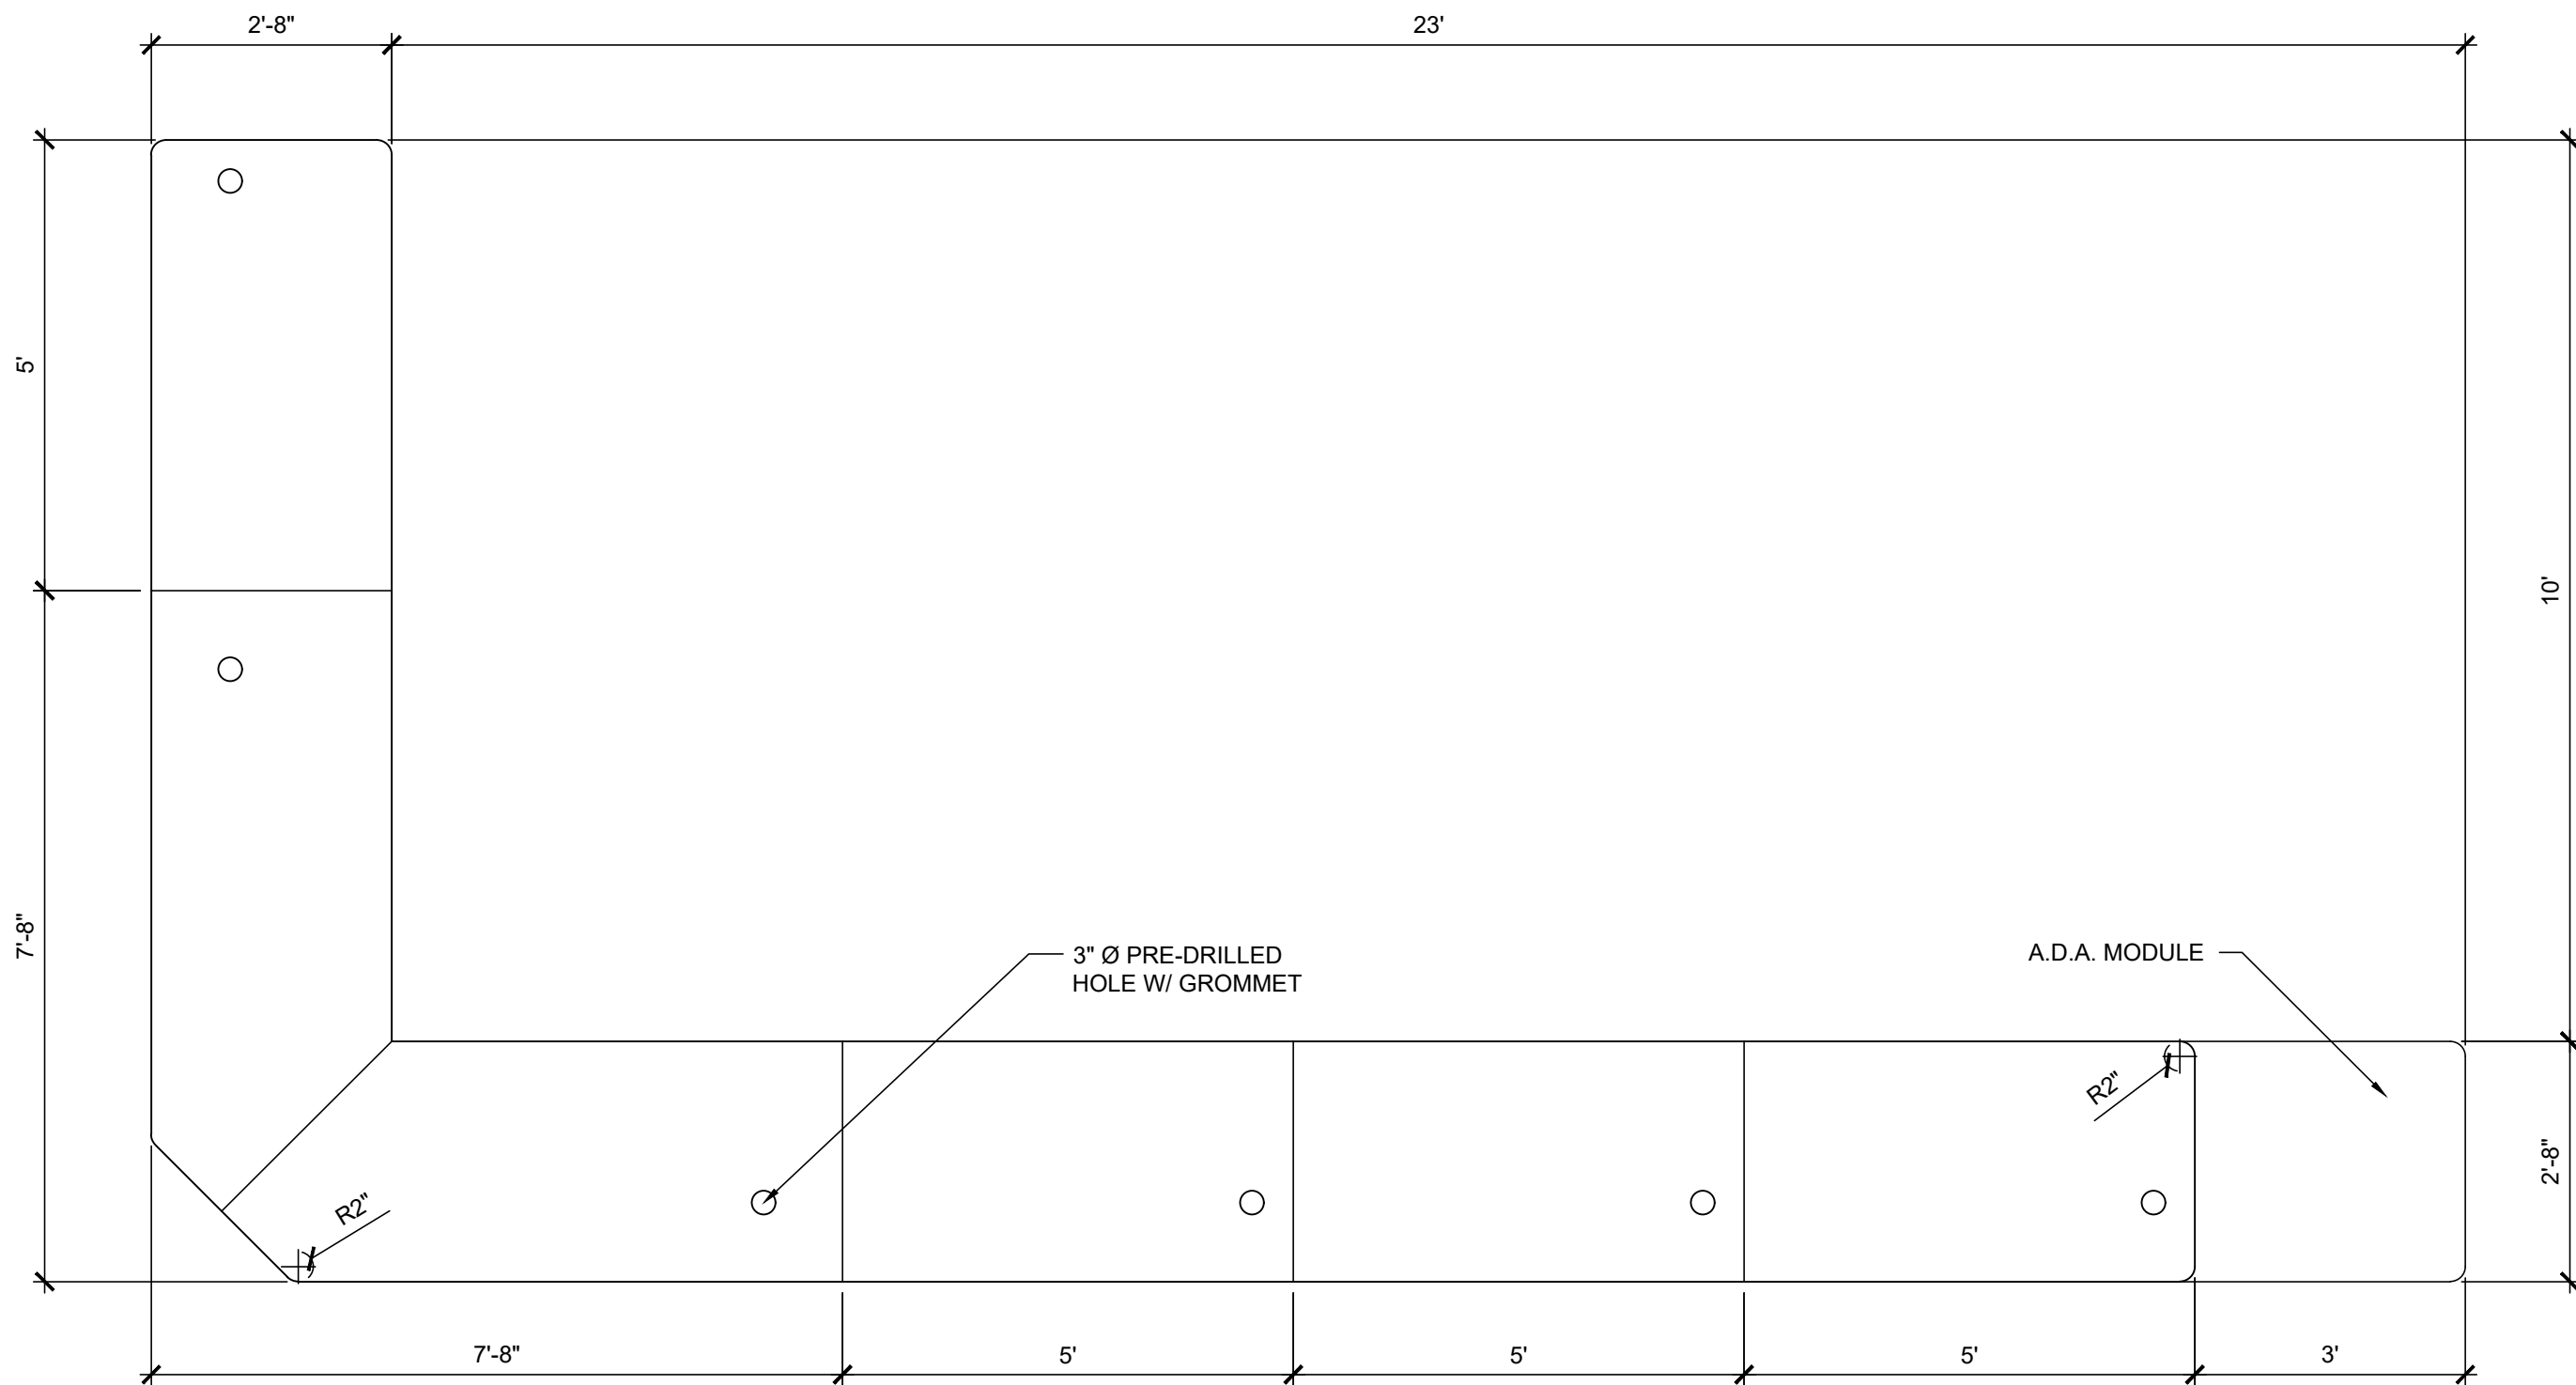 2'-8"
23'
5'
10'
7'-8"
3" Ø PRE-DRILLED
HOLE W/ GROMMET
A.D.A. MODULE
R2"
R2"
2'-8"
7'-8"
5'
5'
5'
3'